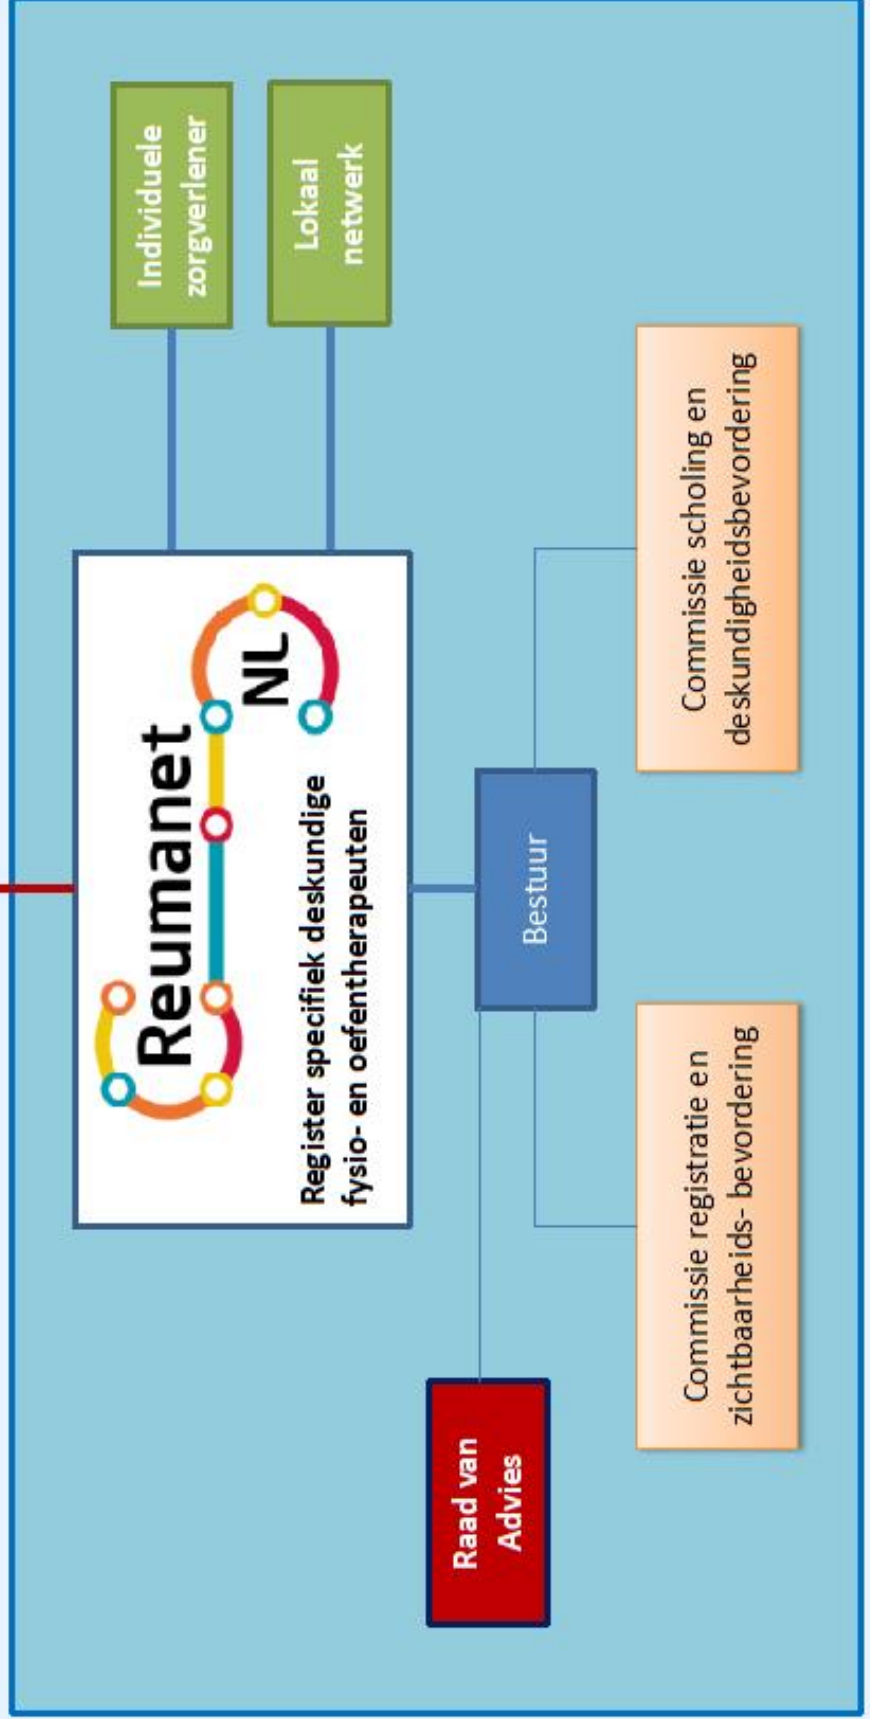 Reumanet
NL
Register specifiek deskundige
fysio- en oefentherapeuten
Individuele
zorgverlener
Lokaal
netwerk
Raad van
Advies
Bestuur
Commissie registratie en
zichtbaarheids- bevordering
Commissie scholing en
deskundigheidsbevordering